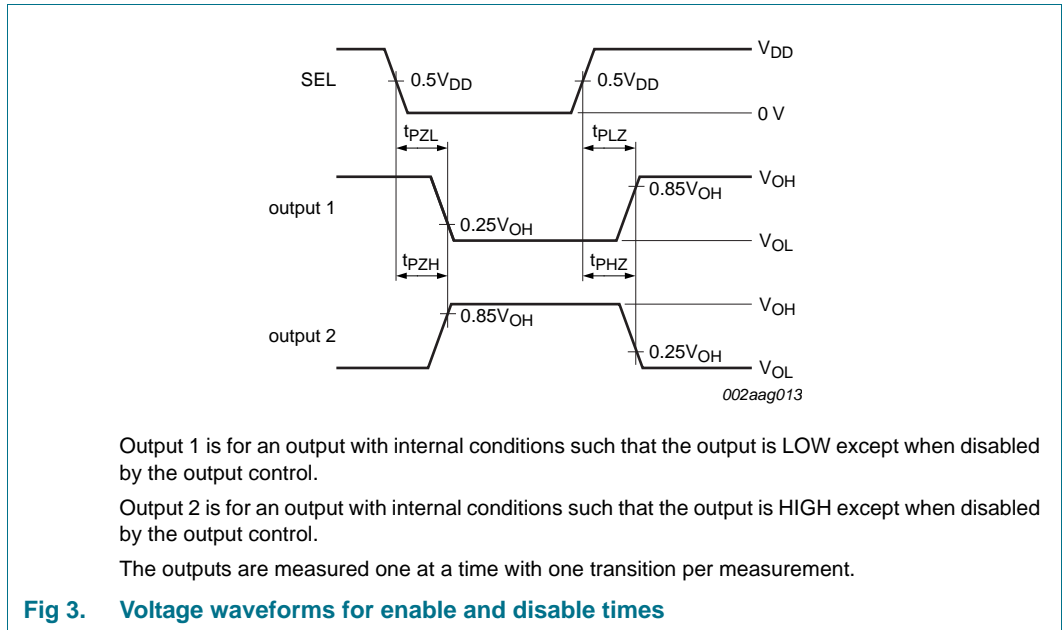 V_DD
SEL 0.5V_DD 0.5V_DD
0 V
t_PZL t_PLZ
V_OH
0.85V_OH
output 1
0.25V_OH
V_OL
t_PZH t_PHZ
V_OH
0.85V_OH
output 2
0.25V_OH
V_OL
002aag013
Output 1 is for an output with internal conditions such that the output is LOW except when disabled
by the output control.
Output 2 is for an output with internal conditions such that the output is HIGH except when disabled
by the output control.
The outputs are measured one at a time with one transition per measurement.
Fig 3. Voltage waveforms for enable and disable times